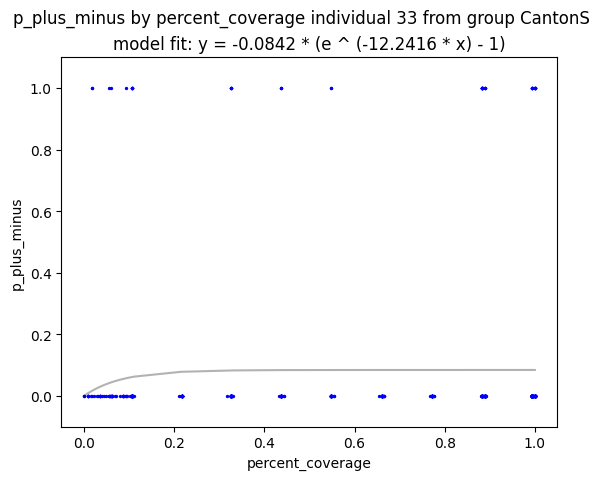 p_plus_minus by percent_coverage individual 33 from group CantonS
model fit: y = -0.0842 * (e ^ (-12.2416 * x) - 1)
1.0
0.8
0.6
0.4
0.2
0.0
p_plus_minus
0.0 0.2 0.4 0.6 0.8 1.0
percent_coverage